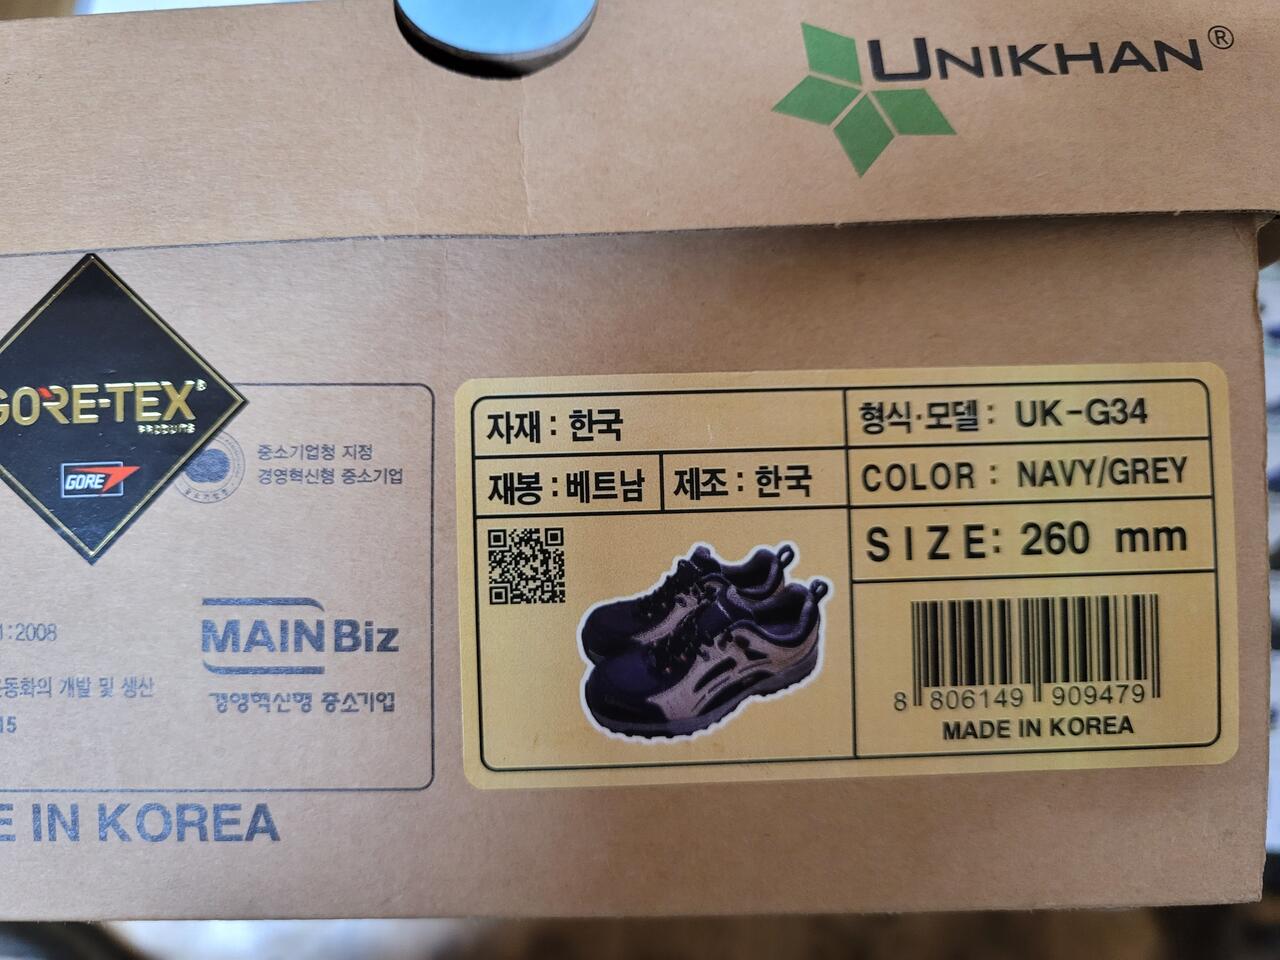 UNIKHAN®
GORE-TEX®
PRODUCTS
GORE
중소기업청 지정
경영혁신형 중소기업
1:2008
MAINBiz
경영혁신형 중소기업
동화의 개발 및 생산
15
E IN KOREA
자재 : 한국
재봉 : 베트남
제조 : 한국
형식·모델 : UK-G34
COLOR : NAVY/GREY
SIZE: 260 mm
8 806149 909479
MADE IN KOREA